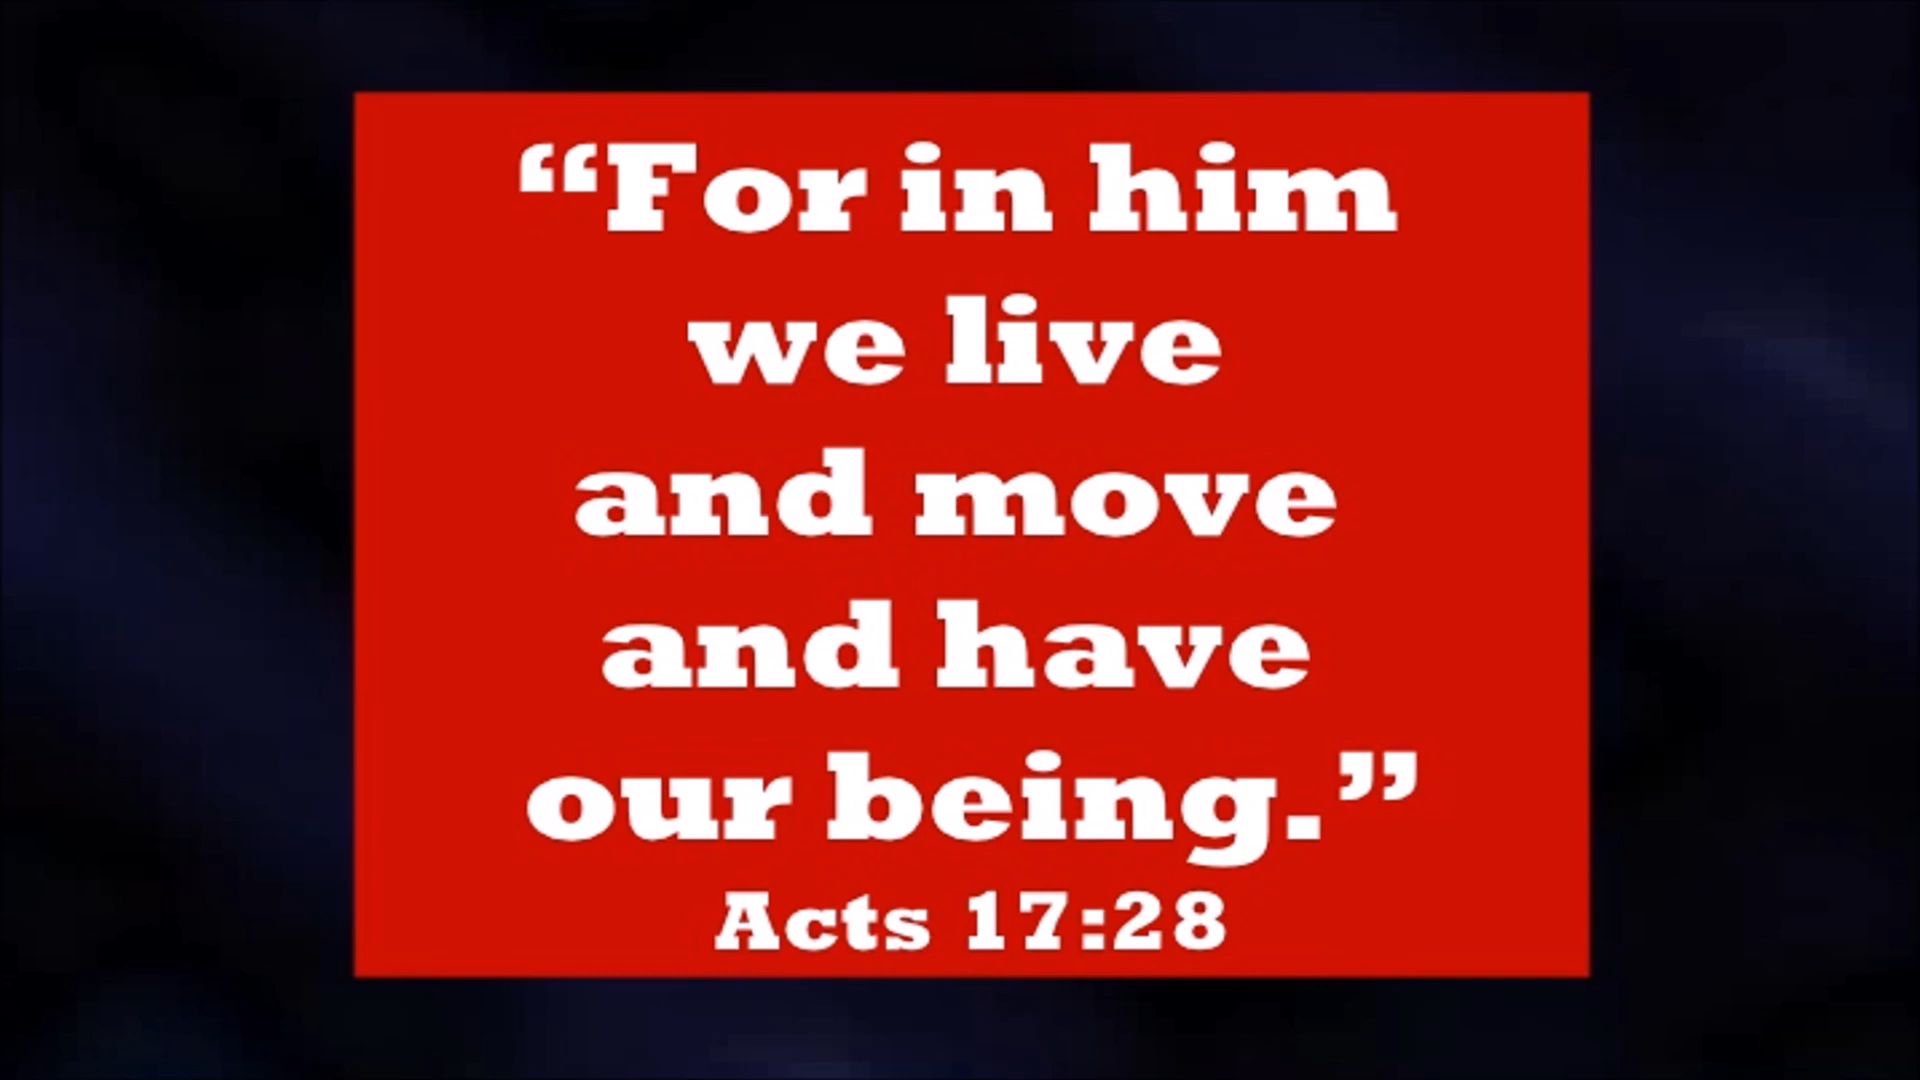 “For in him
we live
and move
and have
our being.”
Acts 17:28